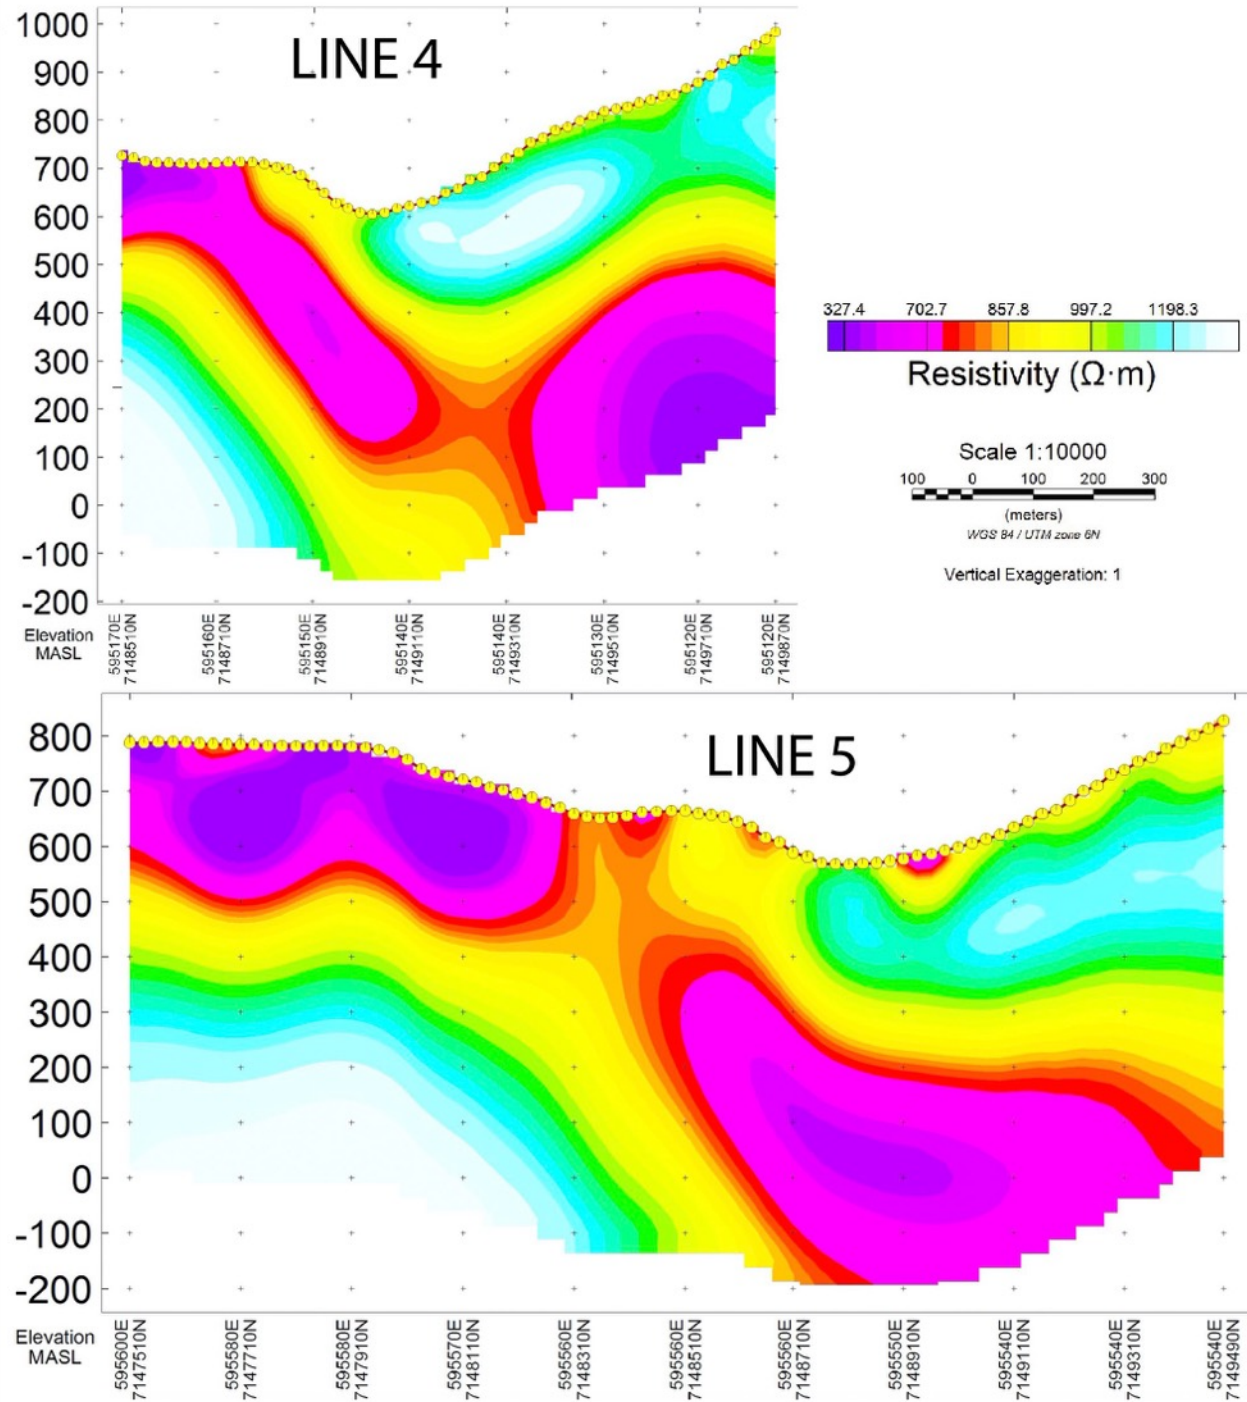 1000
LINE 4
900
800
700
600
500
400
300
200
100
0
-100
-200
Elevation
MASL
595170E
7148510N
595160E
7148710N
595150E
7148910N
595140E
7149110N
595140E
7149310N
595130E
7149510N
595120E
7149710N
595120E
7149870N
327.4 702.7 857.8 997.2 1198.3
Resistivity (Ω·m)
Scale 1:10000
100 0 100 200 300
(meters)
WGS 84 / UTM zone 6N
Vertical Exaggeration: 1
LINE 5
800
700
600
500
400
300
200
100
0
-100
-200
Elevation
MASL
595600E
7147510N
595580E
7147710N
595580E
7147910N
595570E
7148110N
595560E
7148310N
595560E
7148510N
595560E
7148710N
595550E
7148910N
595540E
7149110N
595540E
7149310N
595540E
7149490N